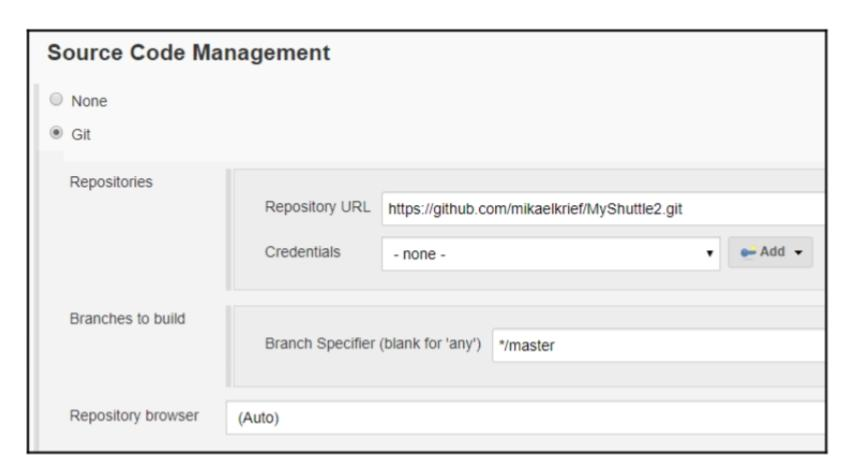 Source Code Management
None
Git
Repositories
Repository URL https://github.com/mikaelkrief/MyShuttle2.git
Credentials - none - Add
Branches to build
Branch Specifier (blank for 'any') */master
Repository browser (Auto)